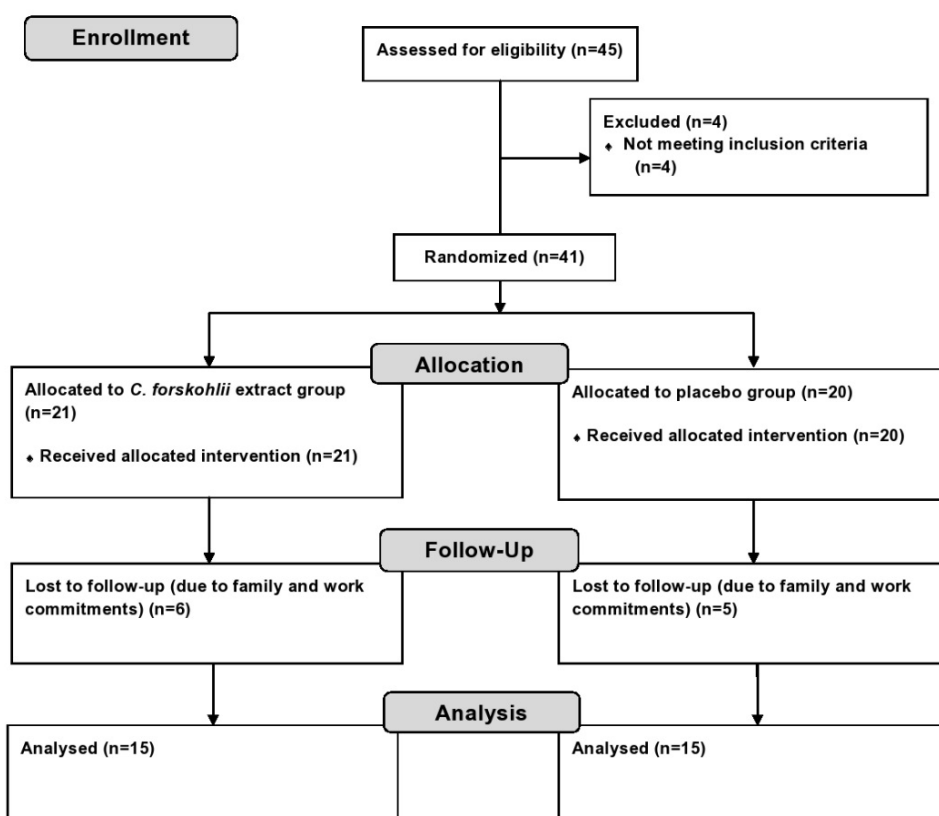 Enrollment
Assessed for eligibility (n=45)
Excluded (n=4)
♦ Not meeting inclusion criteria
(n=4)
Randomized (n=41)
Allocation
Allocated to C. forskohlii extract group
(n=21)
♦ Received allocated intervention (n=21)
Allocated to placebo group (n=20)
♦ Received allocated intervention (n=20)
Follow-Up
Lost to follow-up (due to family and work
commitments) (n=6)
Lost to follow-up (due to family and work
commitments) (n=5)
Analysis
Analysed (n=15)
Analysed (n=15)